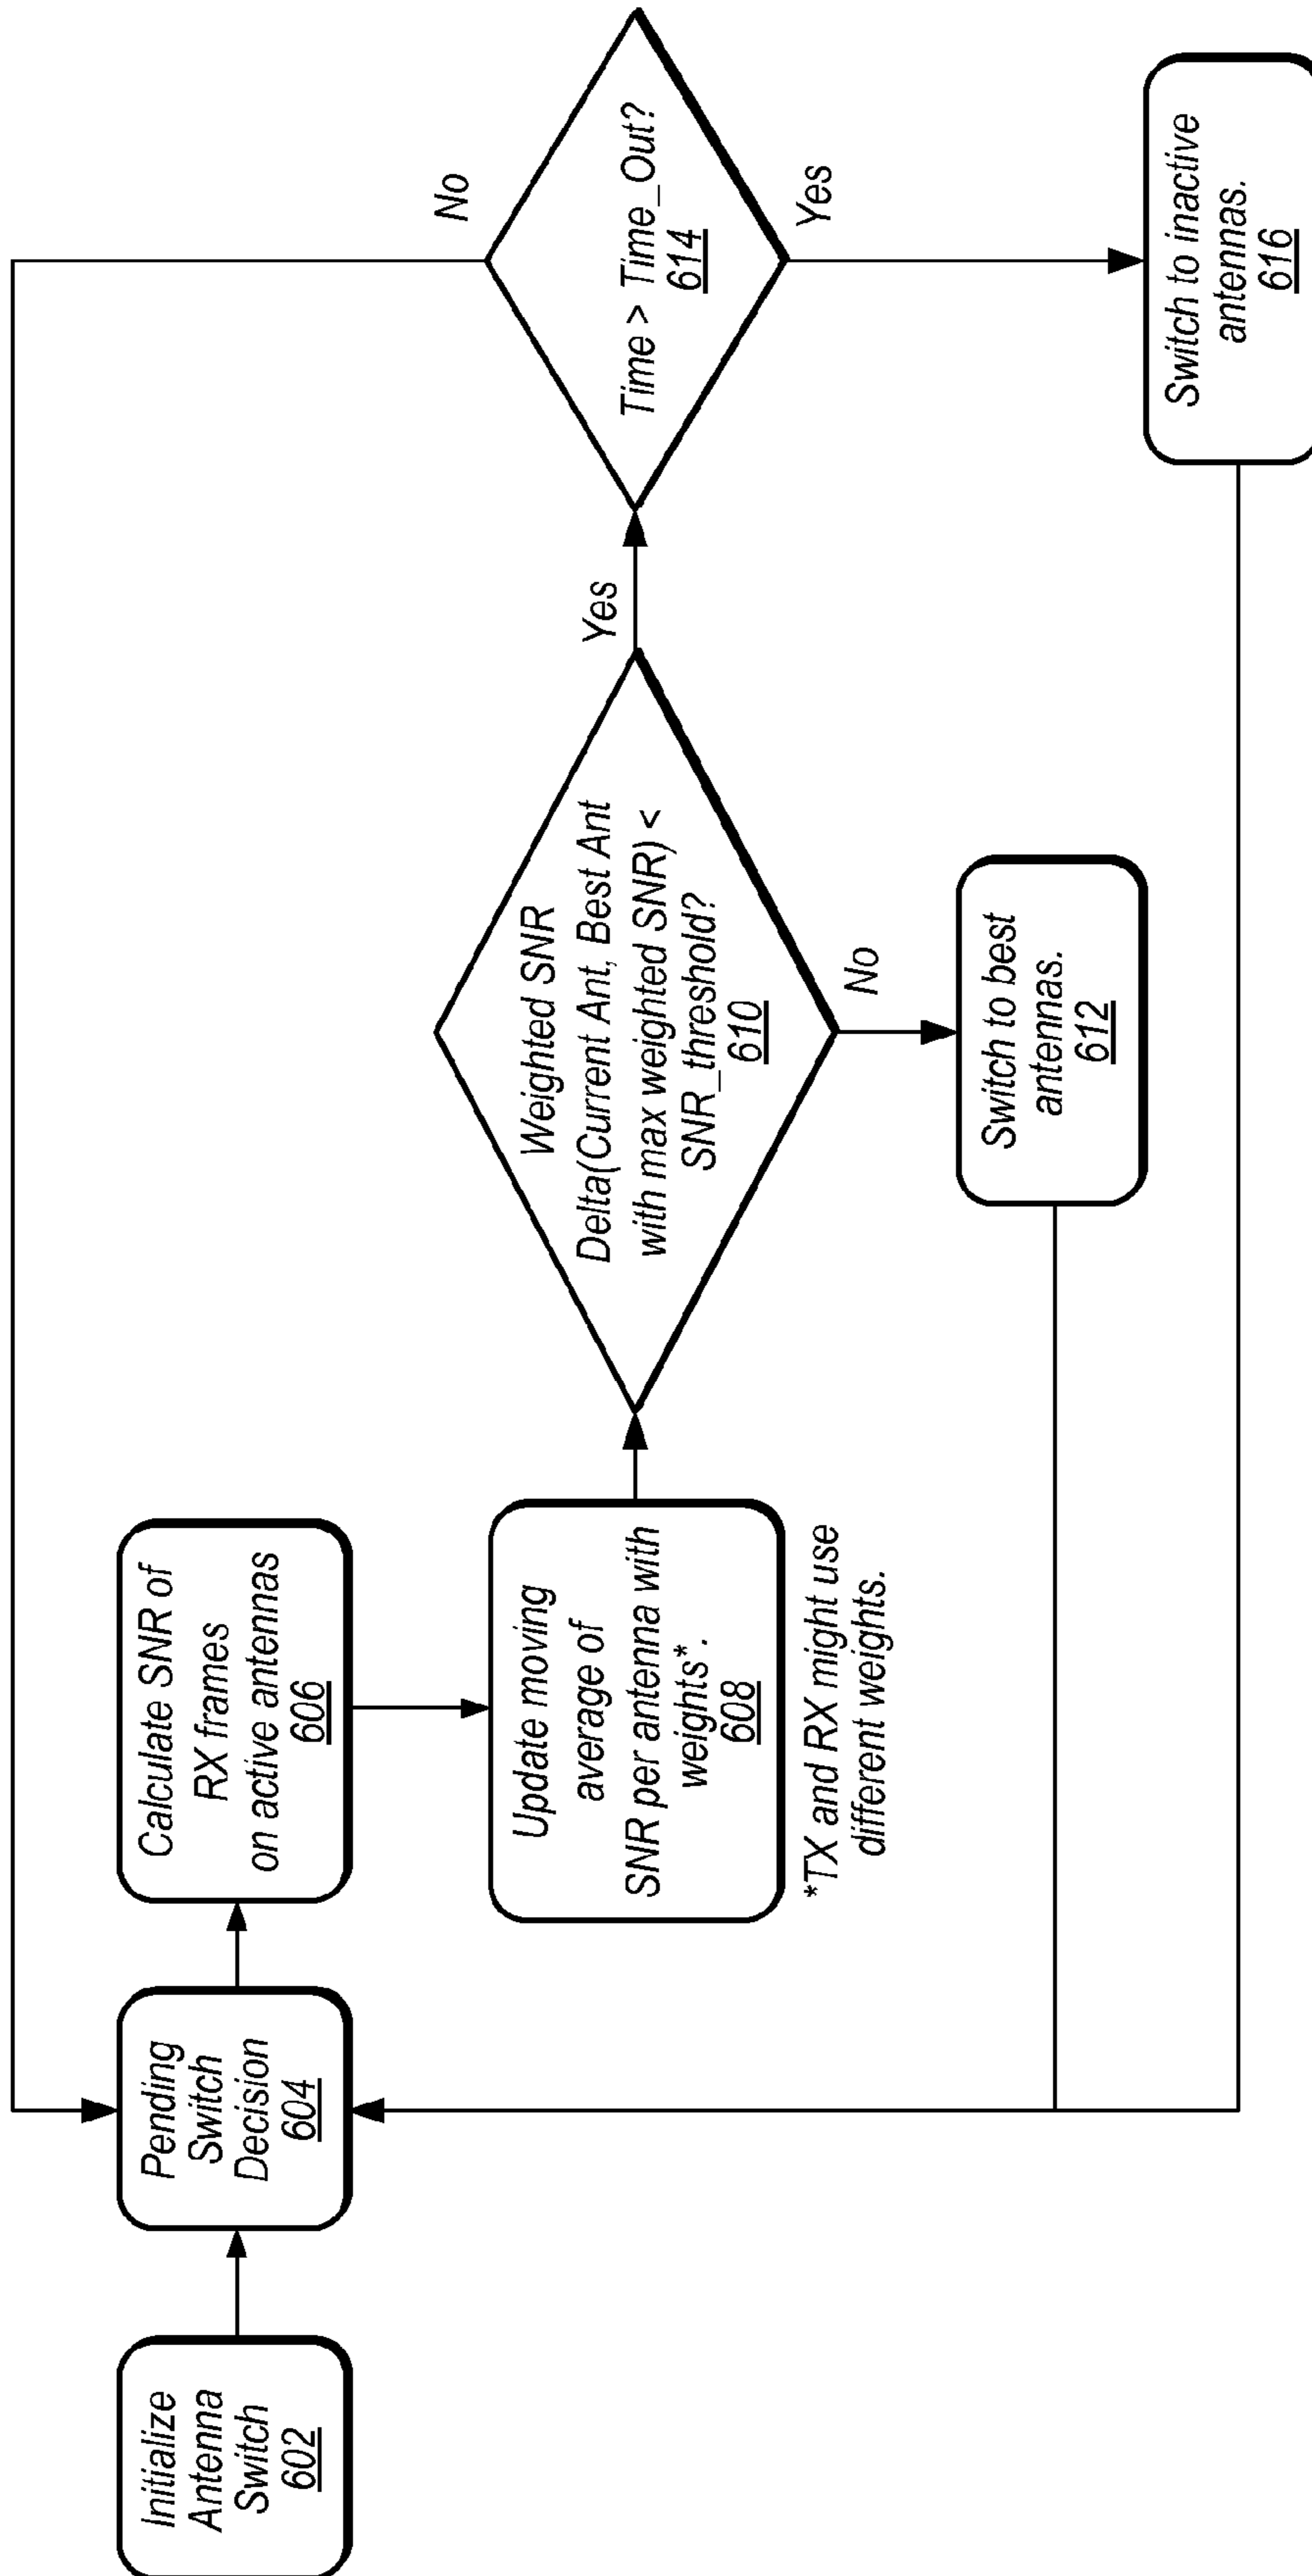 Initialize
Antenna
Switch
602
Pending
Switch
Decision
604
Calculate SNR of
RX frames
on active antennas
606
Update moving
average of
SNR per antenna with
weights*.
608
*TX and RX might use
different weights.
Weighted SNR
Delta(Current Ant, Best Ant
with max weighted SNR) <
SNR_threshold?
610
No
Switch to best
antennas.
612
Yes
Time > Time_Out?
614
No
Yes
Switch to inactive
antennas.
616